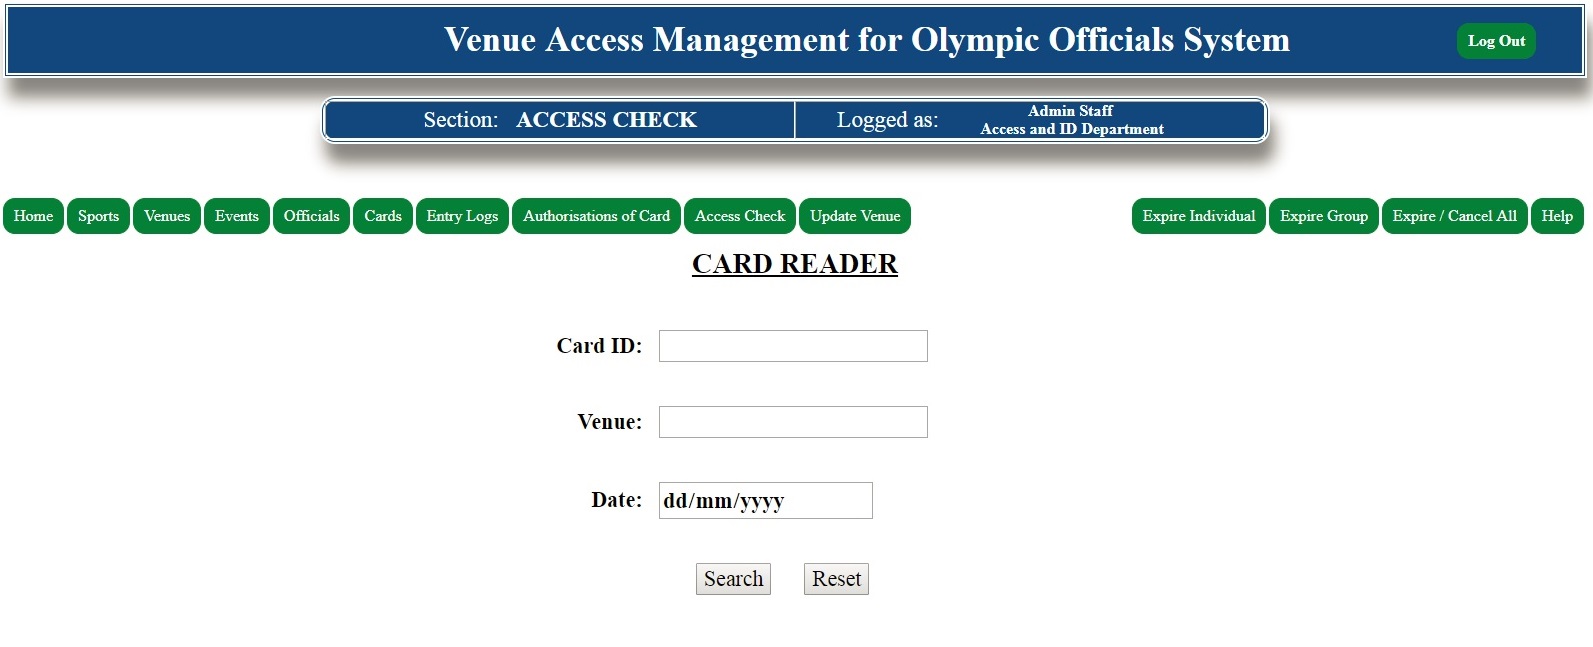 Venue Access Management for Olympic Officials System
Log Out
Section: ACCESS CHECK
Logged as: Admin Staff
Access and ID Department
Home Sports Venues Events Officials Cards Entry Logs Authorisations of Card Access Check Update Venue Expire Individual Expire Group Expire / Cancel All Help
CARD READER
Card ID:
Venue:
Date: dd/mm/yyyy
Search Reset